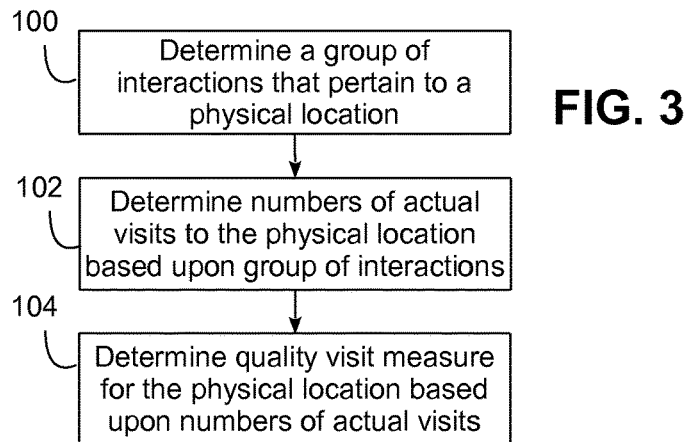 100
Determine a group of
interactions that pertain to a
physical location
FIG. 3
102
Determine numbers of actual
visits to the physical location
based upon group of interactions
104
Determine quality visit measure
for the physical location based
upon numbers of actual visits